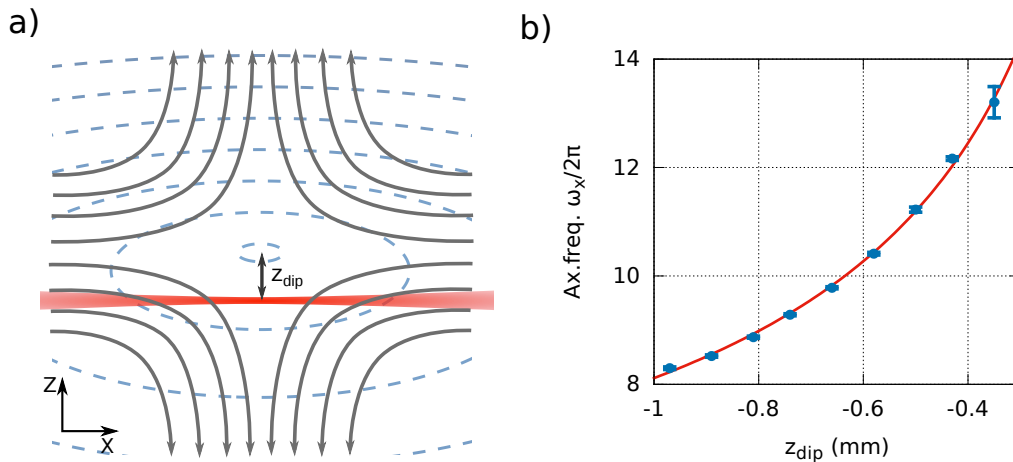 a)
z_dip
Z
X
b)
14
12
10
8
-1
-0.8
-0.6
-0.4
Ax.freq. ω_x/2π
z_dip (mm)